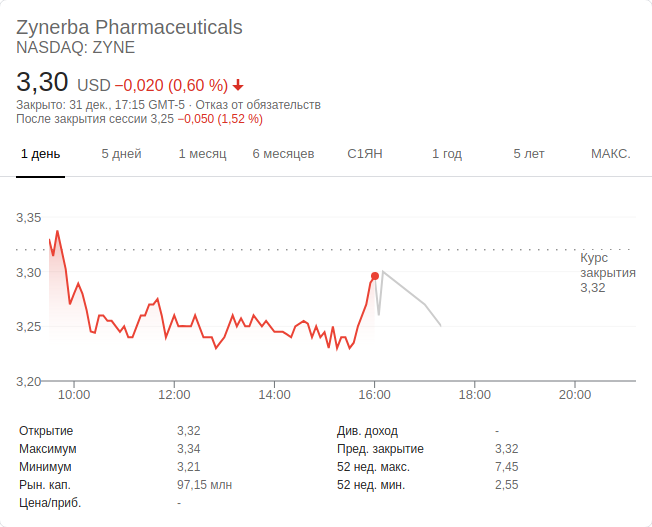 Zynerba Pharmaceuticals
NASDAQ: ZYNE
3,30 USD −0,020 (0,60 %)
Закрыто: 31 дек., 17:15 GMT-5 · Отказ от обязательств
После закрытия сессии 3,25 −0,050 (1,52 %)
1 день 5 дней 1 месяц 6 месяцев С1ЯН 1 год 5 лет МАКС.
3,35
Курс
закрытия
3,32
3,30
3,25
3,20
10:00 12:00 14:00 16:00 18:00 20:00
Открытие 3,32 Див. доход -
Максимум 3,34 Пред. закрытие 3,32
Минимум 3,21 52 нед. макс. 7,45
Рын. кап. 97,15 млн 52 нед. мин. 2,55
Цена/приб. -